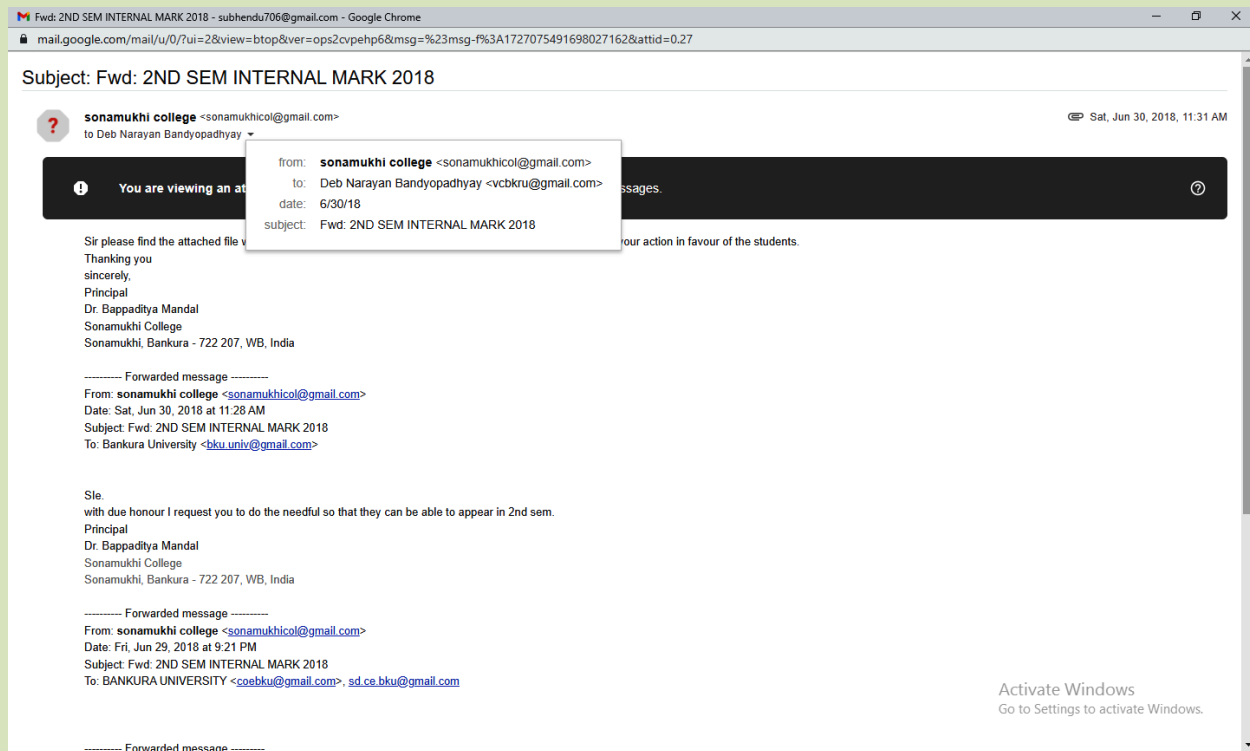 Fwd: 2ND SEM INTERNAL MARK 2018 - subhendu706@gmail.com - Google Chrome
mail.google.com/mail/u/0/?ui=2&view=btop&ver=ops2cvpehp6&msg=%23msg-f%3A1727075491698027162&attid=0.27
Subject: Fwd: 2ND SEM INTERNAL MARK 2018
sonamukhi college <sonamukhicol@gmail.com>
Sat, Jun 30, 2018, 11:31 AM
to Deb Narayan Bandyopadhyay
from: sonamukhi college <sonamukhicol@gmail.com>
to: Deb Narayan Bandyopadhyay <vcbkru@gmail.com>
date: 6/30/18
subject: Fwd: 2ND SEM INTERNAL MARK 2018
You are viewing an at ssages.
Sir please find the attached file your action in favour of the students.
Thanking you
sincerely,
Principal
Dr. Bappaditya Mandal
Sonamukhi College
Sonamukhi, Bankura - 722 207, WB, India
---------- Forwarded message ----------
From: sonamukhi college <sonamukhicol@gmail.com>
Date: Sat, Jun 30, 2018 at 11:28 AM
Subject: Fwd: 2ND SEM INTERNAL MARK 2018
To: Bankura University <bku.univ@gmail.com>
Sle.
with due honour I request you to do the needful so that they can be able to appear in 2nd sem.
Principal
Dr. Bappaditya Mandal
Sonamukhi College
Sonamukhi, Bankura - 722 207, WB, India
---------- Forwarded message ----------
From: sonamukhi college <sonamukhicol@gmail.com>
Date: Fri, Jun 29, 2018 at 9:21 PM
Subject: Fwd: 2ND SEM INTERNAL MARK 2018
To: BANKURA UNIVERSITY <coebku@gmail.com>, sd.ce.bku@gmail.com
Activate Windows
Go to Settings to activate Windows.
---------- Forwarded message ---------